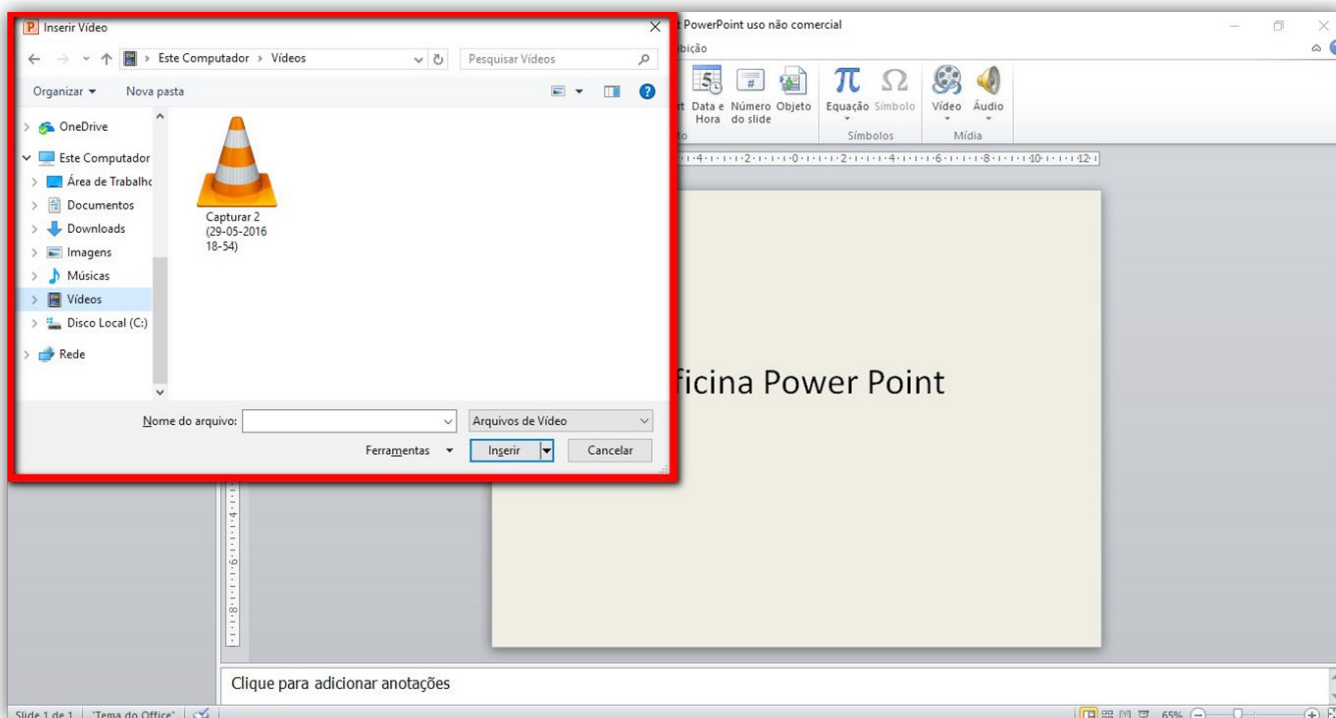 Inserir Vídeo
PowerPoint uso não comercial
Este Computador > Vídeos
Pesquisar Vídeos
Organizar
Nova pasta
Data e Hora
Número do slide
Objeto
Equação
Símbolo
Vídeo
Áudio
Símbolos
Mídia
OneDrive
Este Computador
Área de Trabalho
Documentos
Downloads
Imagens
Músicas
Vídeos
Disco Local (C:)
Rede
Capturar 2
(29-05-2016
18-54)
Nome do arquivo:
Arquivos de Vídeo
Ferramentas
Inserir
Cancelar
ficina Power Point
Clique para adicionar anotações
Slide 1 de 1
"Tema do Office"
65%